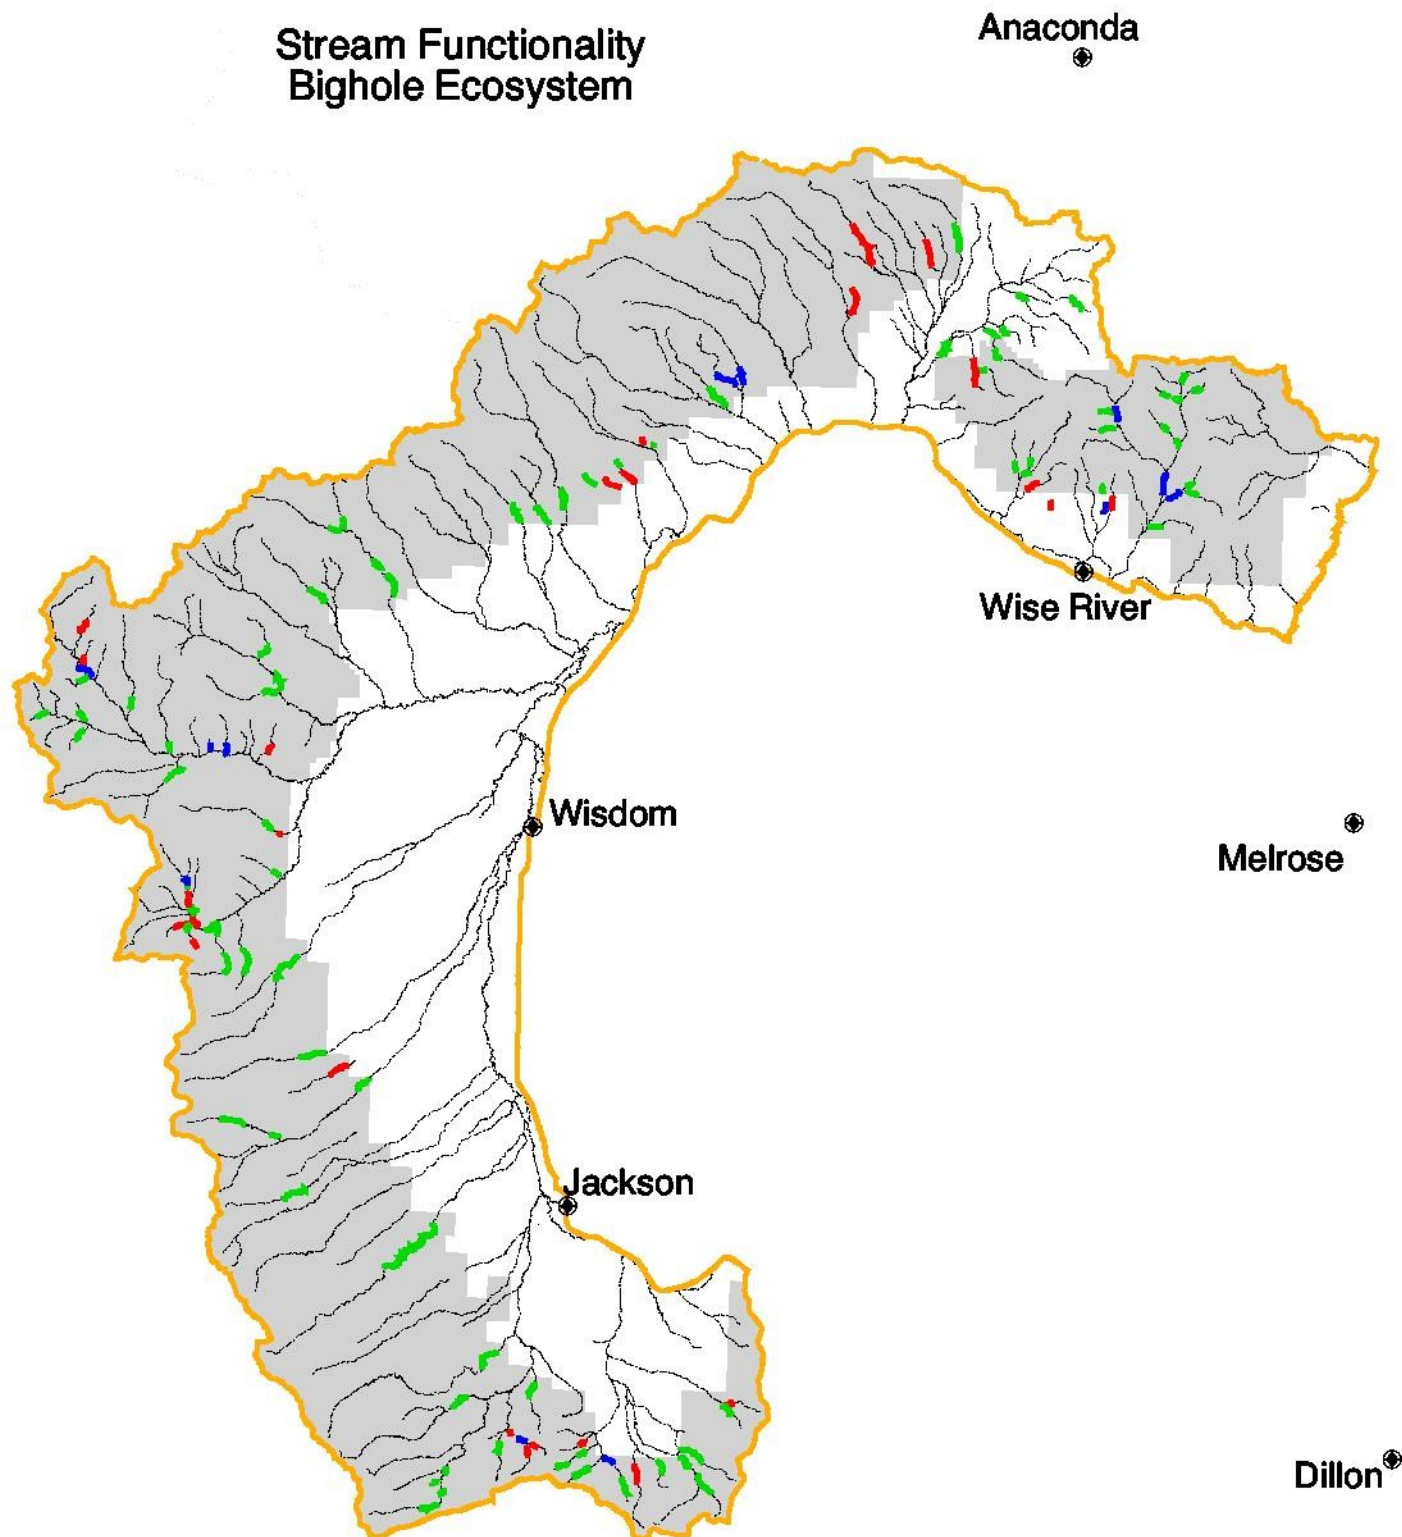 Stream Functionality
Bighole Ecosystem
Anaconda
Wise River
Wisdom
Melrose
Jackson
Dillon